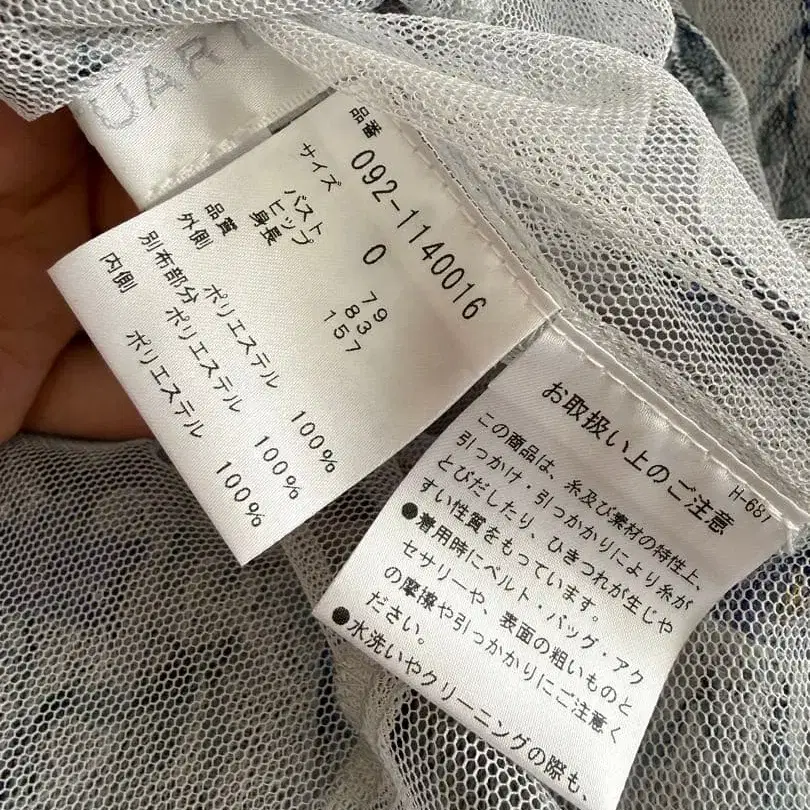 UART
品番 092-1140016
サイズ 0
バスト 79
ヒップ 83
身長 157
品質
外側 ポリエステル 100%
別布部分 ポリエステル 100%
内側 ポリエステル 100%
H-687
お取扱い上のご注意
この商品は、糸及び素材の特性上、
引っかけ・引っかかりにより糸が
とびだしたり、ひきつれが生じや
すい性質をもっています。
●着用時にベルト・バッグ・アク
セサリーや、表面の粗いものと
の摩擦や引っかかりにご注意く
ださい。
●水洗いやクリーニングの際も、